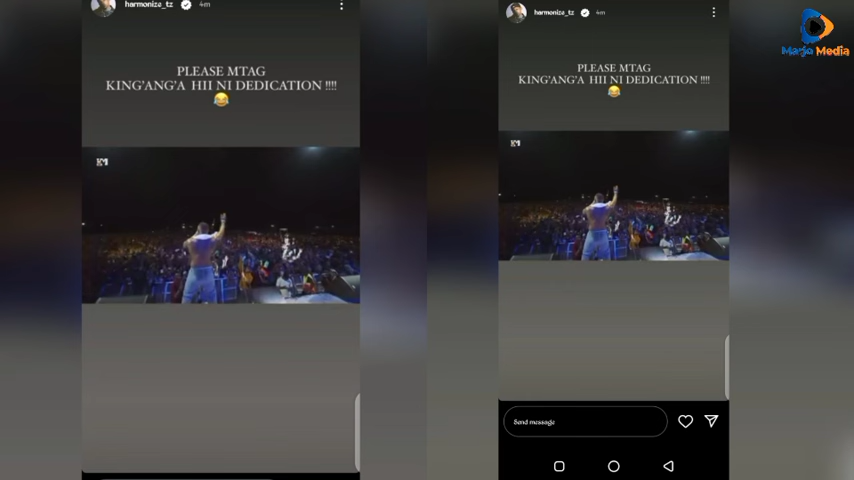 harmonize_tz 4m
PLEASE MTAG
KING'ANG'A HII NI DEDICATION !!!!
harmonize_tz 4m
PLEASE MTAG
KING'ANG'A HII NI DEDICATION !!!!
Send message
Marjo Media